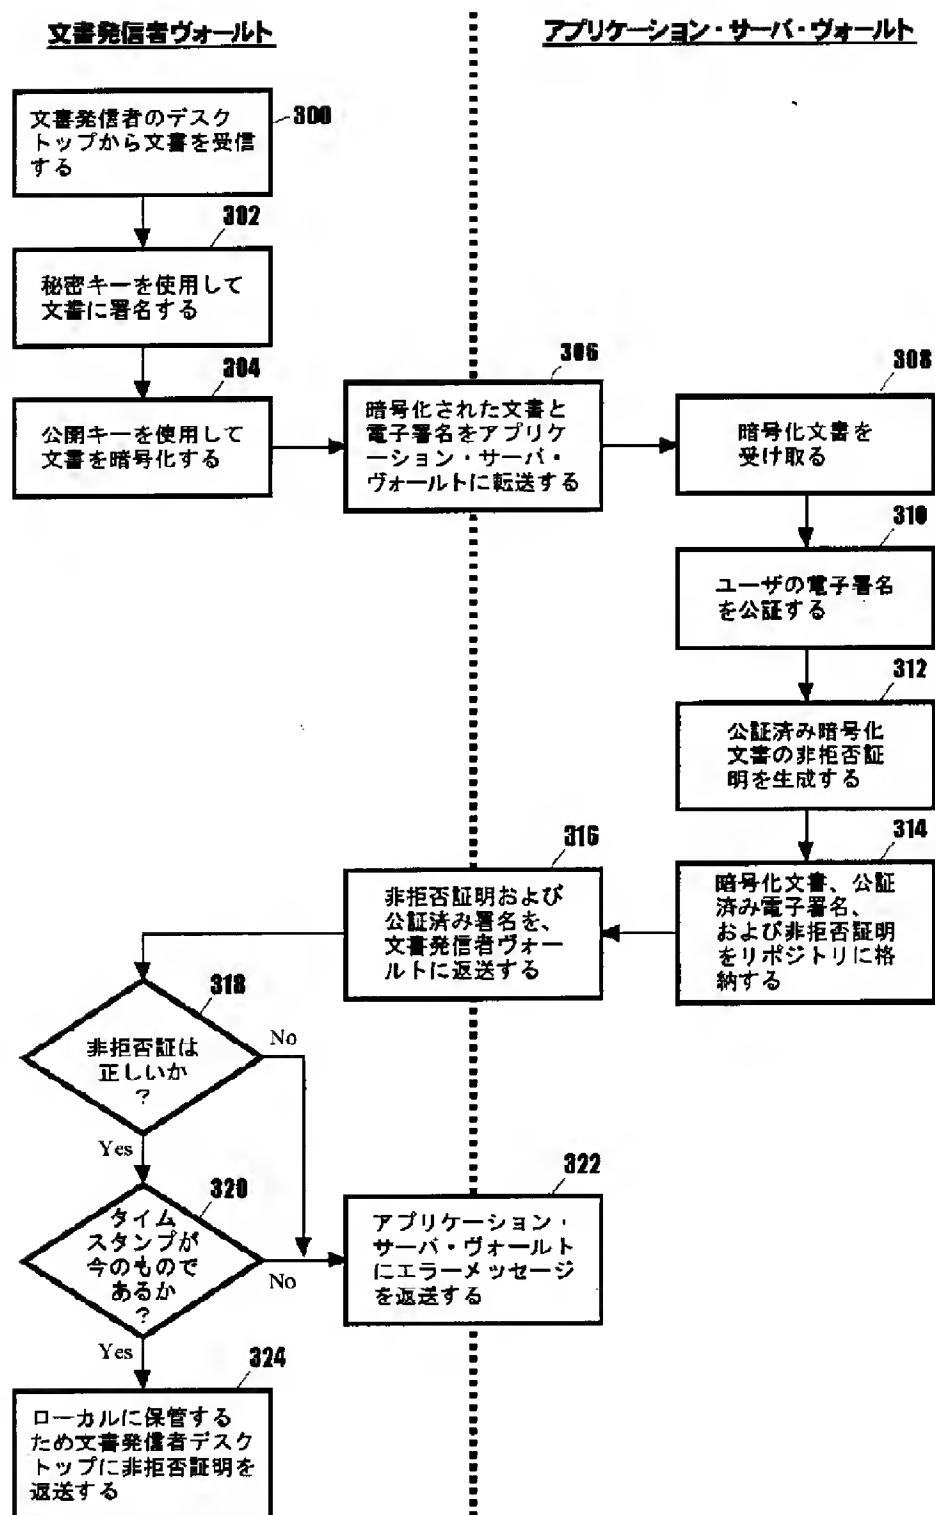 文書発信者ヴォールト
アプリケーション・サーバ・ヴォールト
300
文書発信者のデスク
トップから文書を受信
する
302
秘密キーを使用して
文書に署名する
304
公開キーを使用して
文書を暗号化する
306
暗号化された文書と
電子署名をアプリケ
ーション・サーバ・
ヴォールトに転送する
308
暗号化文書を
受け取る
310
ユーザの電子署名
を公証する
312
公証済み暗号化
文書の非拒否証
明を生成する
314
暗号化文書、公証
済み電子署名、
および非拒否証明
をリポジトリに格
納する
316
非拒否証明および
公証済み署名を、
文書発信者ヴォー
ルトに返送する
318
非拒否証は
正しいか
?
No
Yes
320
タイム
スタンプが
今のもので
あるか
?
No
Yes
322
アプリケーション・
サーバ・ヴォールト
にエラーメッセージ
を返送する
324
ローカルに保管する
ため文書発信者デスク
トップに非拒否証明を
返送する